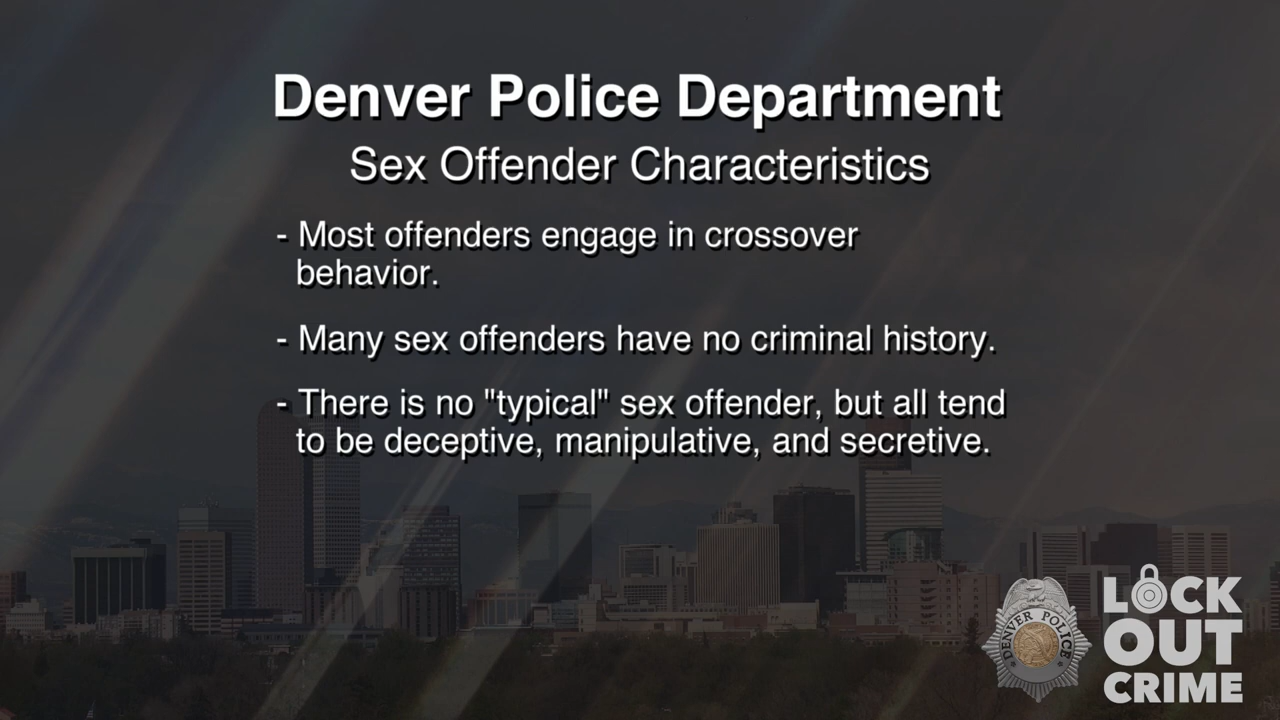 Denver Police Department
Sex Offender Characteristics
- Most offenders engage in crossover
behavior.
- Many sex offenders have no criminal history.
- There is no "typical" sex offender, but all tend
to be deceptive, manipulative, and secretive.
DENVER POLICE
LOCK
OUT
CRIME